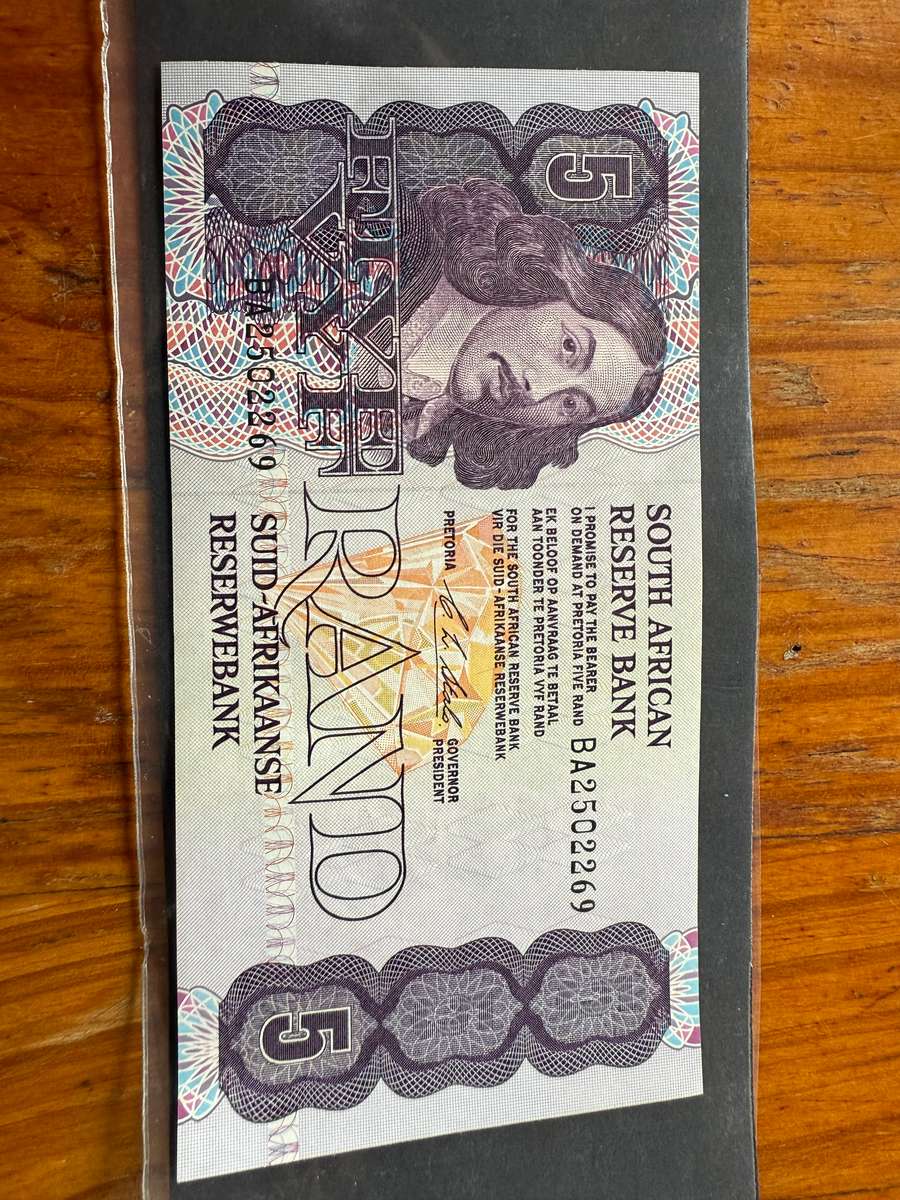 5
SOUTH AFRICAN
RESERVE BANK
I PROMISE TO PAY THE BEARER
ON DEMAND AT PRETORIA FIVE RAND
BA2502269
EK BELOOF OP AANVRAAG TE BETAAL
AAN TOONDER TE PRETORIA VYF RAND
FOR THE SOUTH AFRICAN RESERVE BANK
VIR DIE SUID-AFRIKAANSE RESERWEBANK
PRETORIA
GOVERNOR
PRESIDENT
FIVE
VYF
RAND
BA2502269
SUID-AFRIKAANSE
RESERWEBANK
5